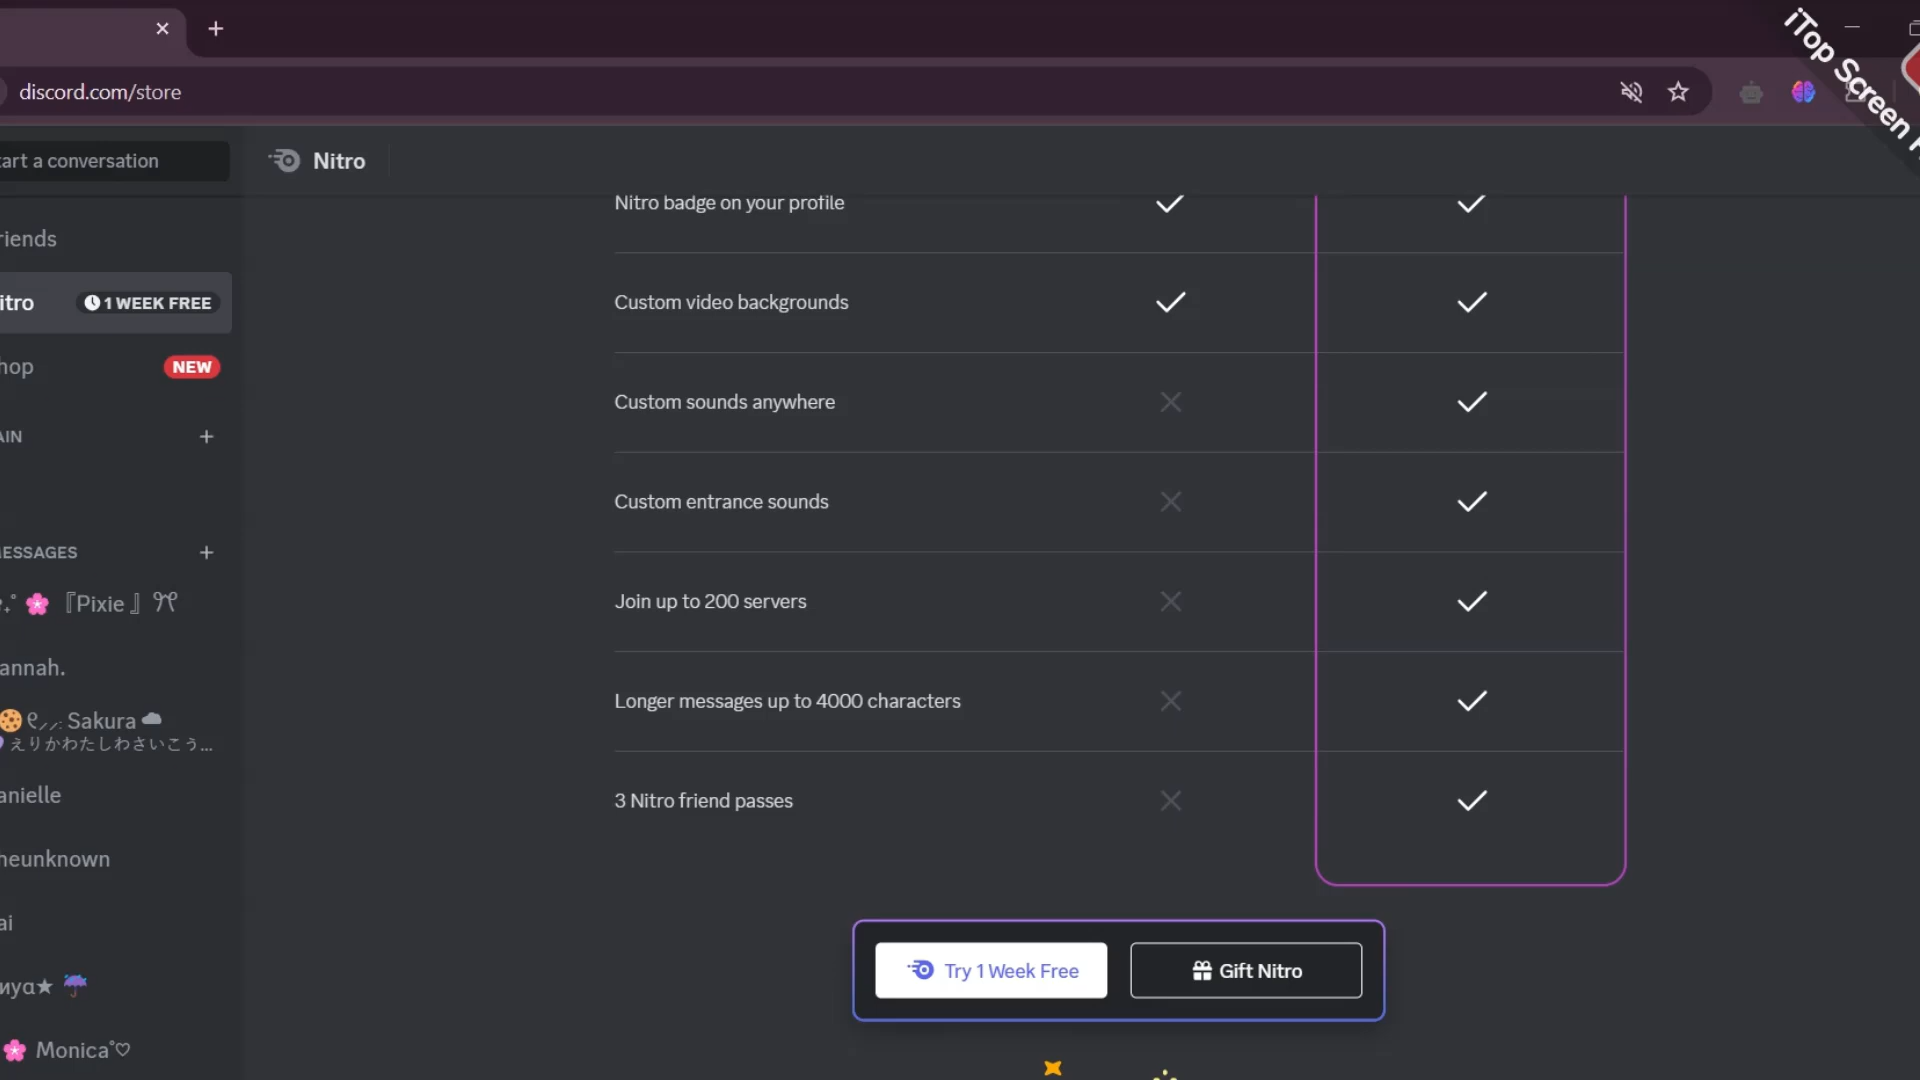 iTop Screen
discord.com/store
tart a conversation
Nitro
riends
itro 1 WEEK FREE
hop NEW
AIN
MESSAGES
『Pixie 』
annah.
Sakura
えりかわたしわさいこう...
anielle
heunknown
ai
Monica
Nitro badge on your profile
Custom video backgrounds
Custom sounds anywhere
Custom entrance sounds
Join up to 200 servers
Longer messages up to 4000 characters
3 Nitro friend passes
Try 1 Week Free
Gift Nitro